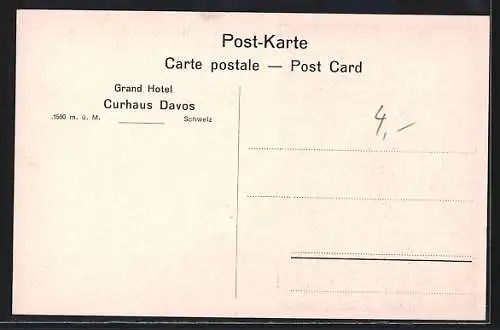 Post-Karte
Carte postale — Post Card
Grand Hotel
Curhaus Davos
1560 m. ü. M. Schweiz
4,-